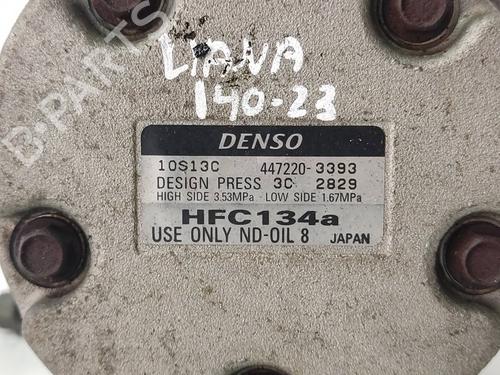 LIANA
140-23
DENSO
10S13C 447220-3393
DESIGN PRESS 3C 2829
HIGH SIDE 3.53MPa - LOW SIDE 1.67MPa
HFC134a
USE ONLY ND-OIL 8 JAPAN
B-PARTS